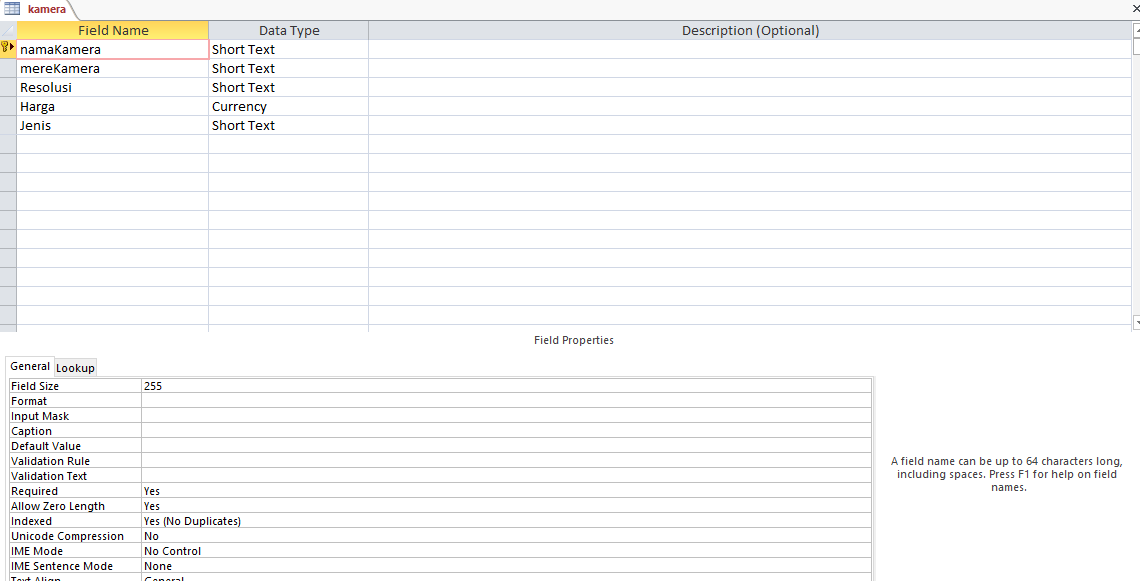 kamera
Field Name Data Type Description (Optional)
namaKamera Short Text
mereKamera Short Text
Resolusi Short Text
Harga Currency
Jenis Short Text
Field Properties
General Lookup
Field Size 255
Format
Input Mask
Caption
Default Value
Validation Rule
Validation Text
Required Yes
Allow Zero Length Yes
Indexed Yes (No Duplicates)
Unicode Compression No
IME Mode No Control
IME Sentence Mode None
Text Align General
A field name can be up to 64 characters long,
including spaces. Press F1 for help on field
names.